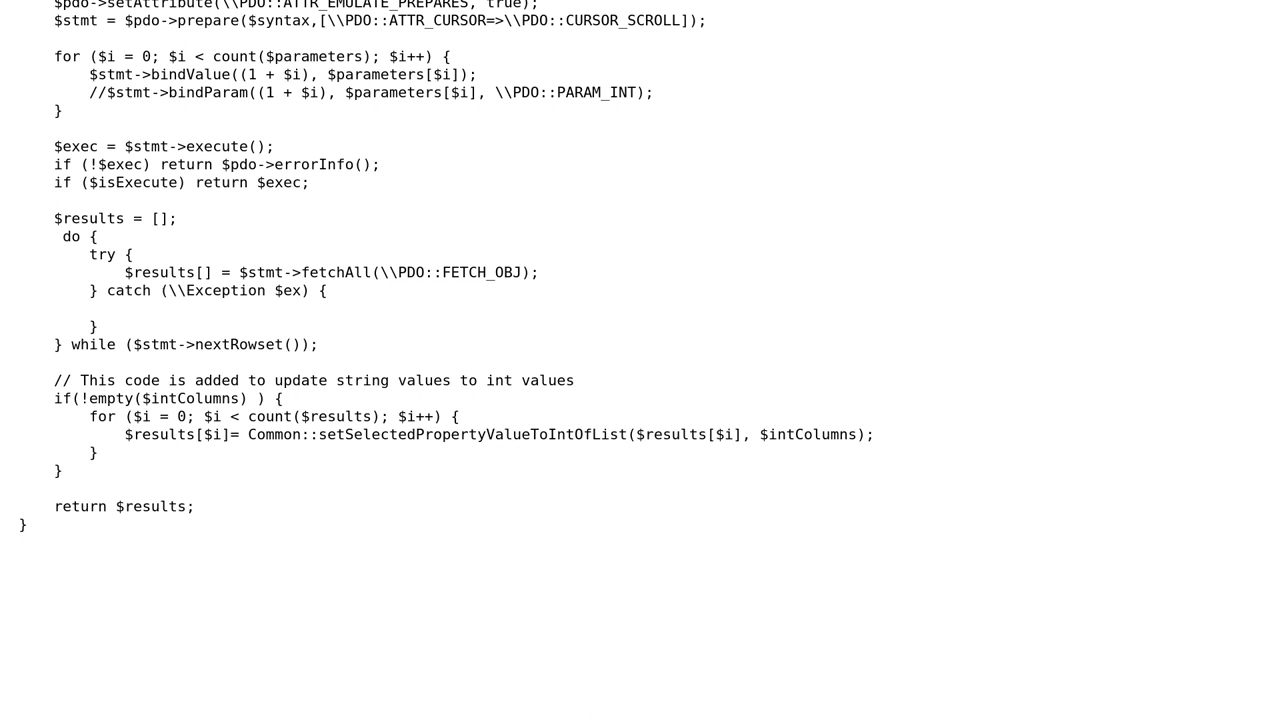 $pdo->setAttribute(\\PDO::ATTR_EMULATE_PREPARES, true);
$stmt = $pdo->prepare($syntax,[\\PDO::ATTR_CURSOR=>\\PDO::CURSOR_SCROLL]);
for ($i = 0; $i < count($parameters); $i++) {
$stmt->bindValue((1 + $i), $parameters[$i]);
//$stmt->bindParam((1 + $i), $parameters[$i], \\PDO::PARAM_INT);
}
$exec = $stmt->execute();
if (!$exec) return $pdo->errorInfo();
if ($isExecute) return $exec;
$results = [];
do {
try {
$results[] = $stmt->fetchAll(\\PDO::FETCH_OBJ);
} catch (\\Exception $ex) {
}
} while ($stmt->nextRowset());
// This code is added to update string values to int values
if(!empty($intColumns) ) {
for ($i = 0; $i < count($results); $i++) {
$results[$i]= Common::setSelectedPropertyValueToIntOfList($results[$i], $intColumns);
}
}
return $results;
}